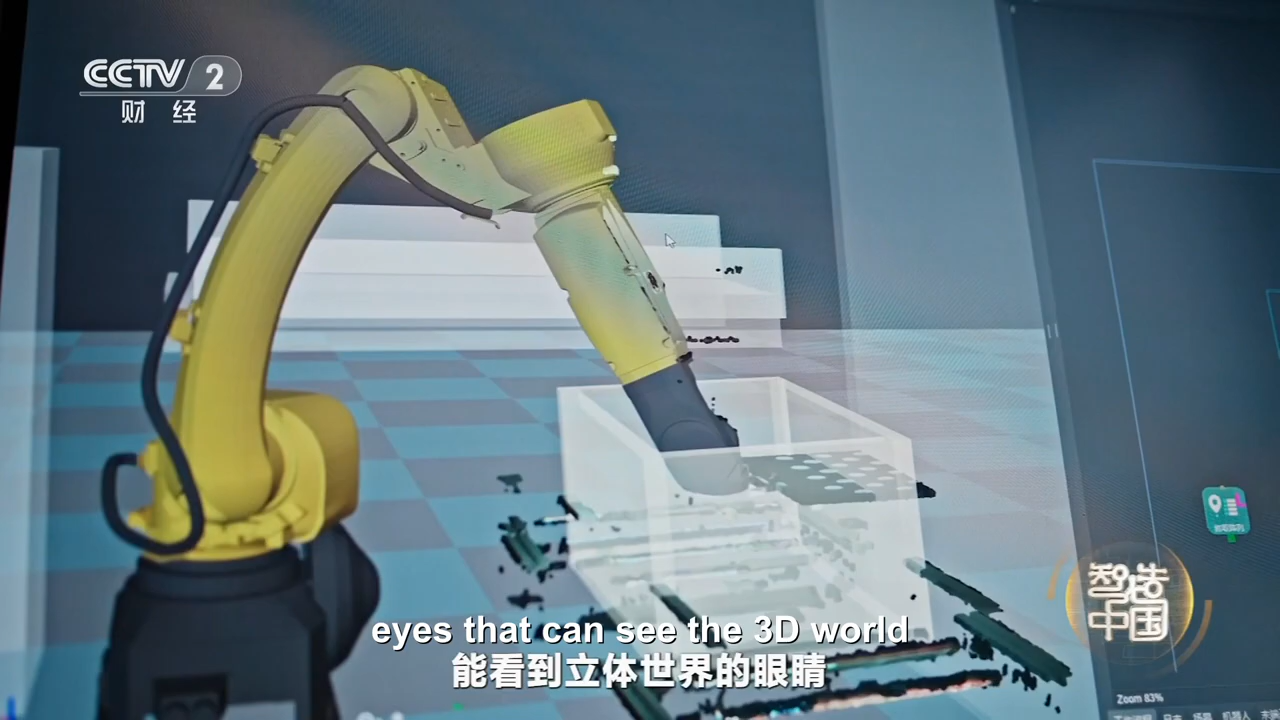 CCTV 2
财 经
智造
中国
eyes that can see the 3D world
能看到立体世界的眼睛
Zoom 83%